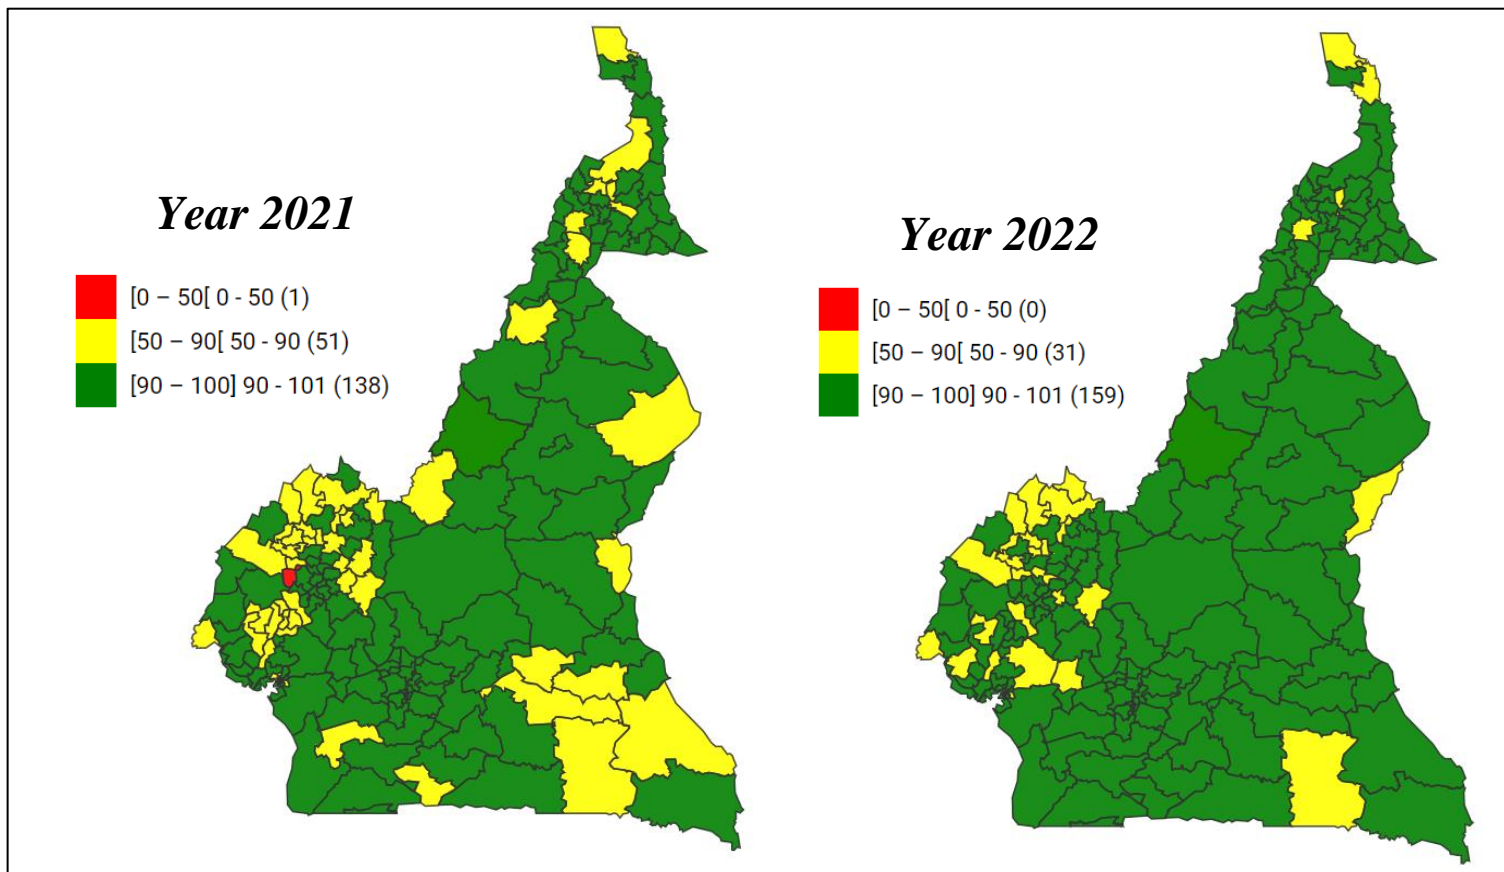 Year 2021
[0 – 50[ 0 - 50 (1)
[50 – 90[ 50 - 90 (51)
[90 – 100] 90 - 101 (138)
Year 2022
[0 – 50[ 0 - 50 (0)
[50 – 90[ 50 - 90 (31)
[90 – 100] 90 - 101 (159)